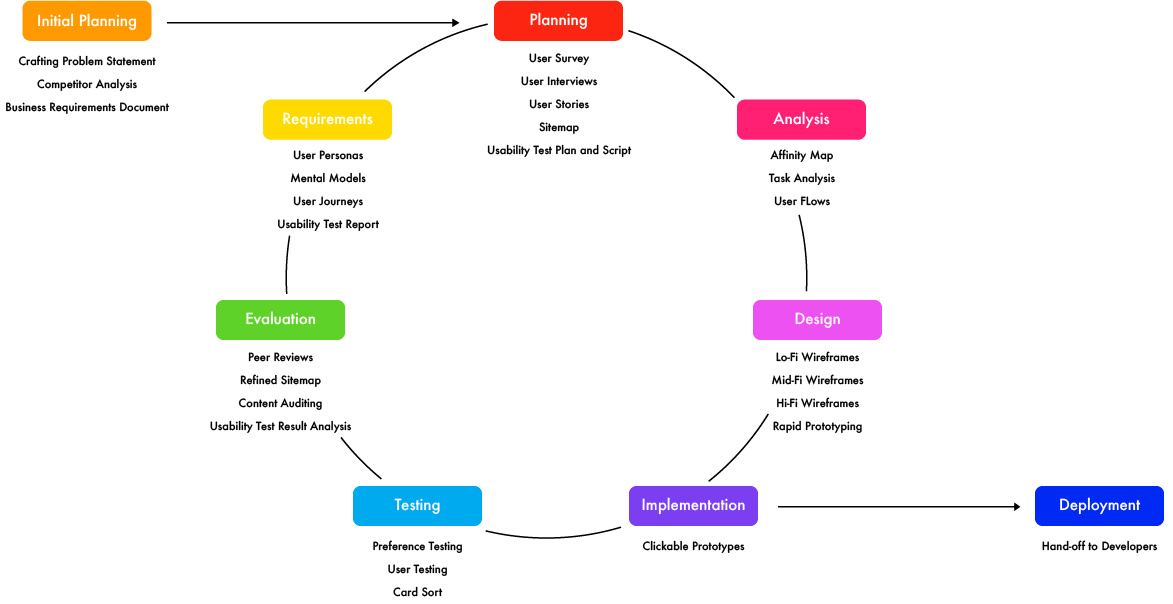 Initial Planning
Crafting Problem Statement
Competitor Analysis
Business Requirements Document
Planning
User Survey
User Interviews
User Stories
Sitemap
Usability Test Plan and Script
Requirements
User Personas
Mental Models
User Journeys
Usability Test Report
Analysis
Affinity Map
Task Analysis
User FLows
Evaluation
Peer Reviews
Refined Sitemap
Content Auditing
Usability Test Result Analysis
Design
Lo-Fi Wireframes
Mid-Fi Wireframes
Hi-Fi Wireframes
Rapid Prototyping
Testing
Preference Testing
User Testing
Card Sort
Implementation
Clickable Prototypes
Deployment
Hand-off to Developers